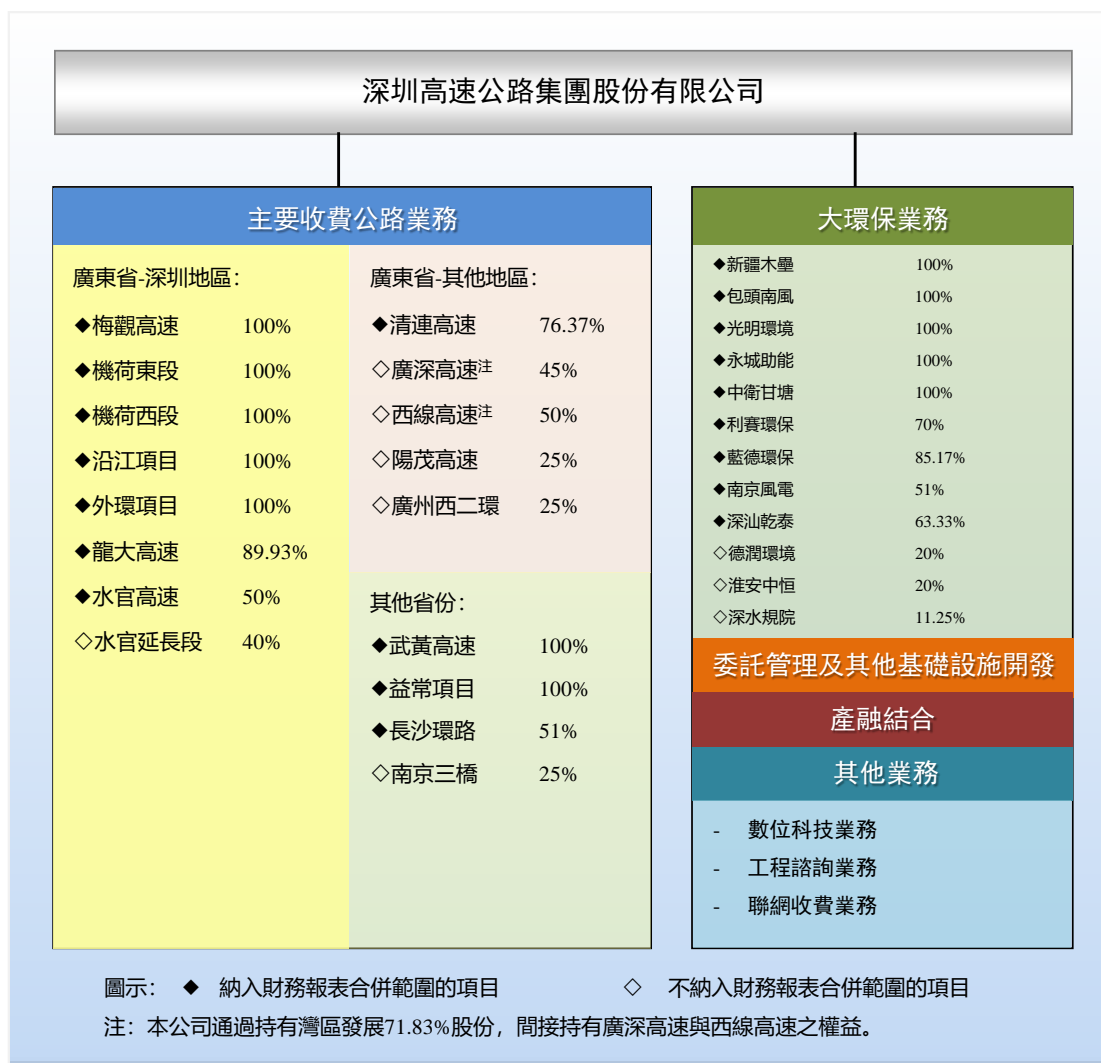 深圳高速公路集團股份有限公司
主要收費公路業務
廣東省-深圳地區：
◆梅觀高速 100%
◆機荷東段 100%
◆機荷西段 100%
◆沿江項目 100%
◆外環項目 100%
◆龍大高速 89.93%
◆水官高速 50%
◇水官延長段 40%
廣東省-其他地區：
◆清連高速 76.37%
◇廣深高速注 45%
◇西線高速注 50%
◇陽茂高速 25%
◇廣州西二環 25%
其他省份：
◆武黃高速 100%
◆益常項目 100%
◆長沙環路 51%
◇南京三橋 25%
大環保業務
◆新疆木壘 100%
◆包頭南風 100%
◆光明環境 100%
◆永城助能 100%
◆中衛甘塘 100%
◆利賽環保 70%
◆藍德環保 85.17%
◆南京風電 51%
◆深汕乾泰 63.33%
◇德潤環境 20%
◇淮安中恒 20%
◇深水規院 11.25%
委託管理及其他基礎設施開發
產融結合
其他業務
- 數位科技業務
- 工程諮詢業務
- 聯網收費業務
圖示： ◆ 納入財務報表合併範圍的項目 ◇ 不納入財務報表合併範圍的項目
注：本公司通過持有灣區發展71.83%股份，間接持有廣深高速與西線高速之權益。